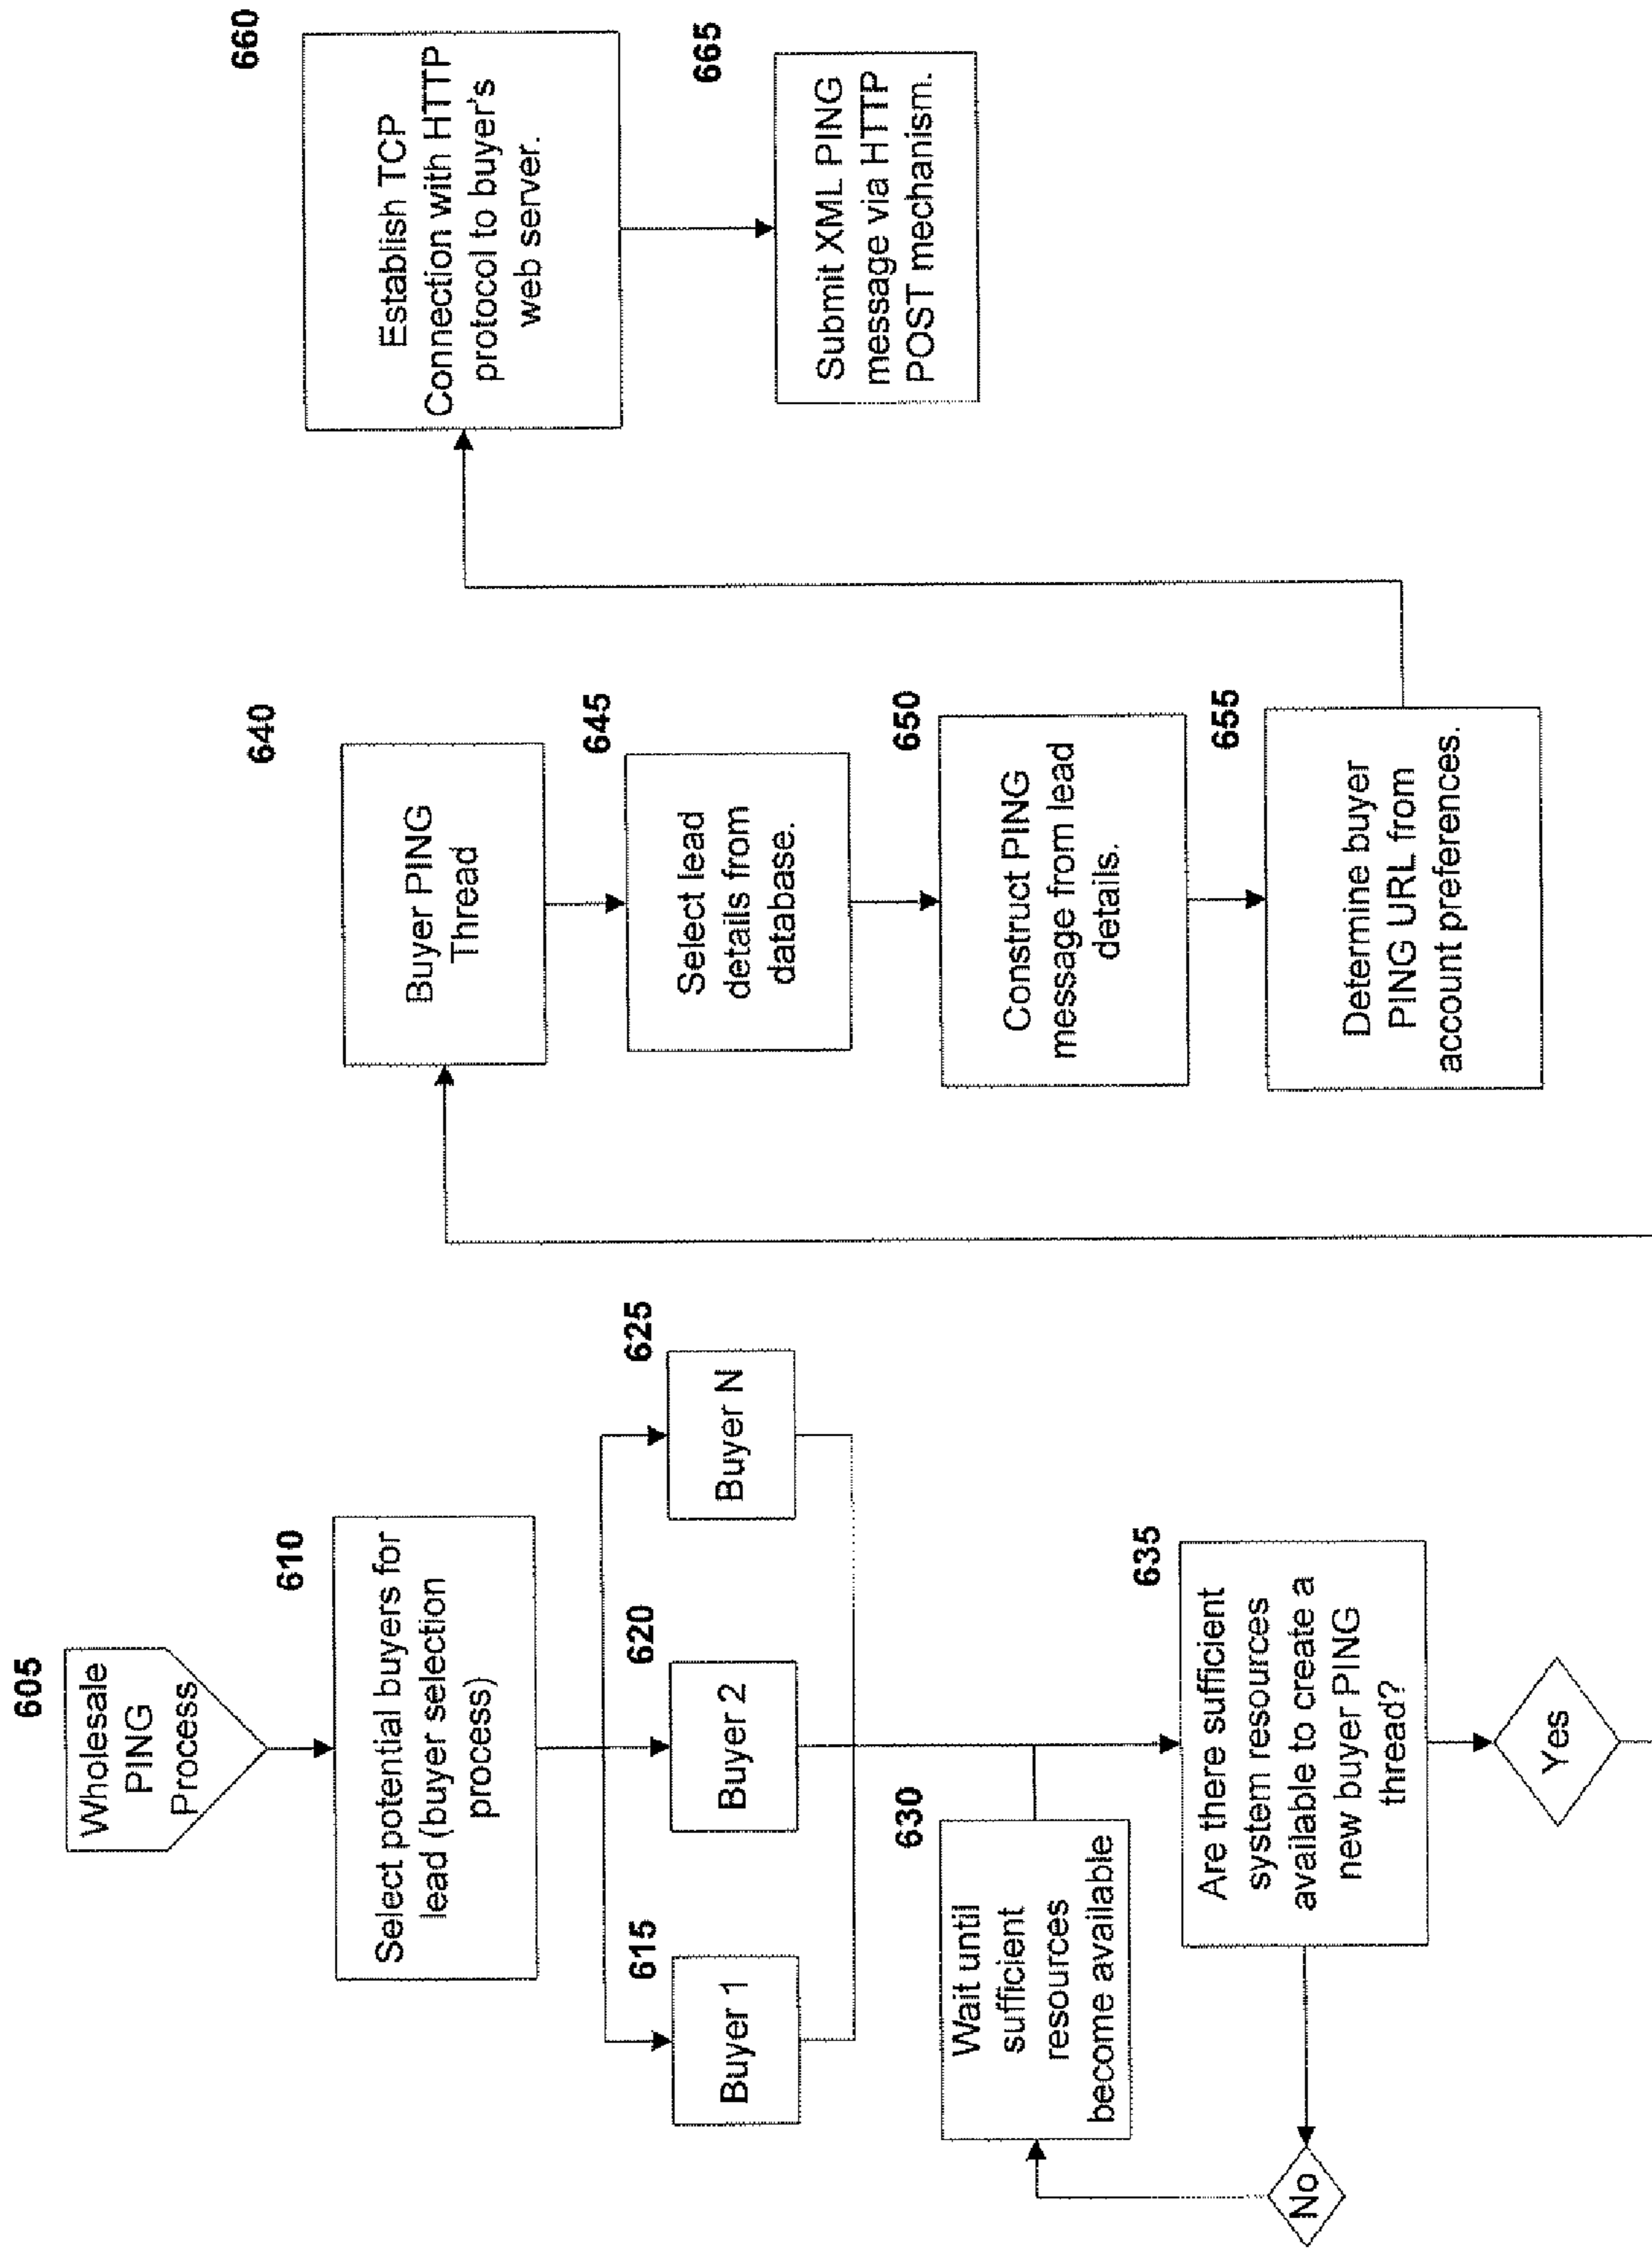 605
Wholesale
PING
Process
610
Select potential buyers for
lead (buyer selection
process)
615
Buyer 1
620
Buyer 2
625
Buyer N
630
Wait until
sufficient
resources
become available
635
Are there sufficient
system resources
available to create a
new buyer PING
thread?
No
Yes
640
Buyer PING
Thread
645
Select lead
details from
database.
650
Construct PING
message from lead
details.
655
Determine buyer
PING URL from
account preferences.
660
Establish TCP
Connection with HTTP
protocol to buyer's
web server.
665
Submit XML PING
message via HTTP
POST mechanism.